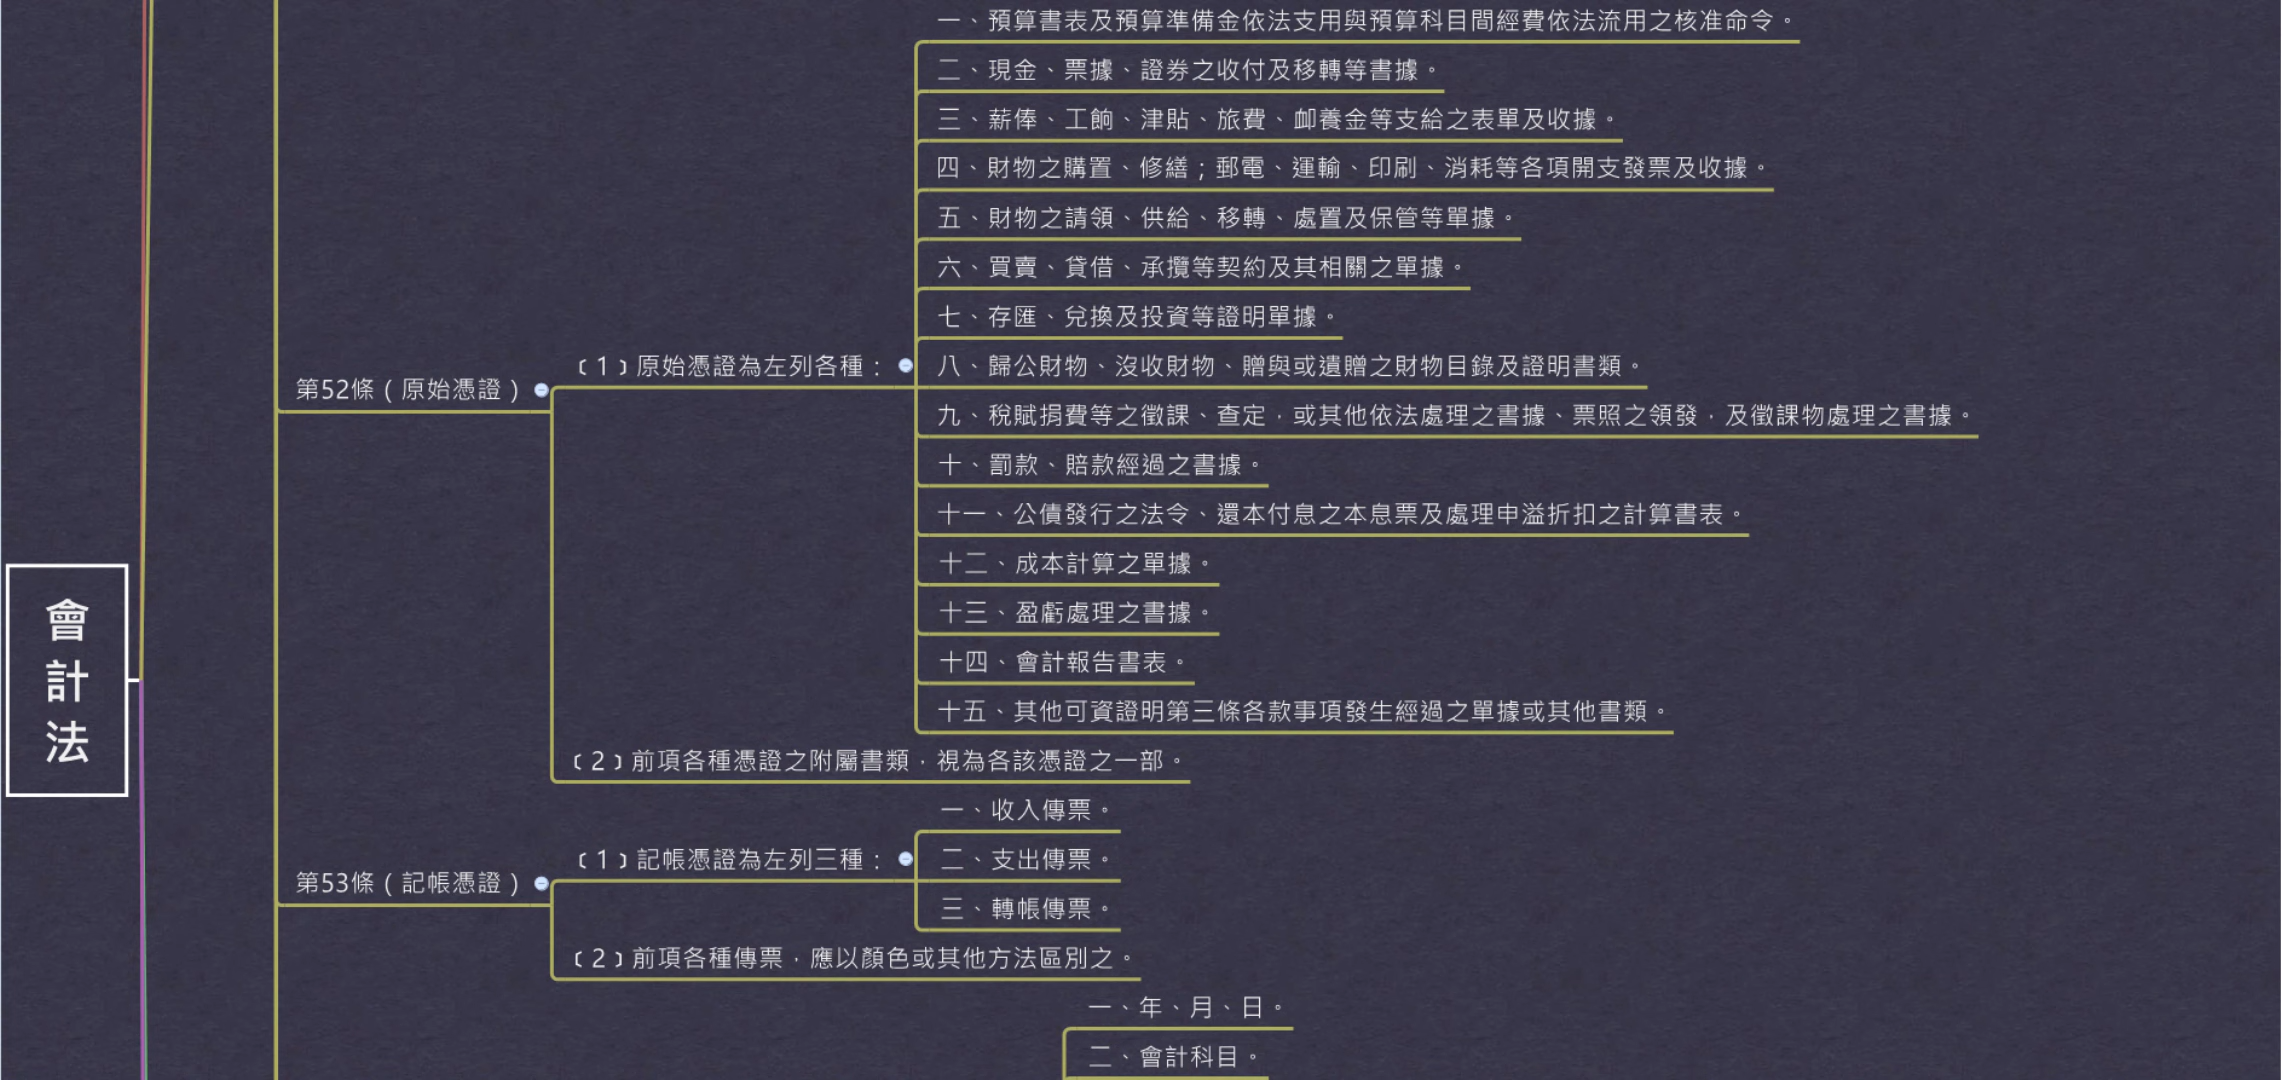 會計法
第52條(原始憑證)
﹝1﹞原始憑證為左列各種：
一、預算書表及預算準備金依法支用與預算科目間經費依法流用之核准命令。
二、現金、票據、證券之收付及移轉等書據。
三、薪俸、工餉、津貼、旅費、卹養金等支給之表單及收據。
四、財物之購置、修繕；郵電、運輸、印刷、消耗等各項開支發票及收據。
五、財物之請領、供給、移轉、處置及保管等單據。
六、買賣、貸借、承攬等契約及其相關之單據。
七、存匯、兌換及投資等證明單據。
八、歸公財物、沒收財物、贈與或遺贈之財物目錄及證明書類。
九、稅賦捐費等之徵課、查定，或其他依法處理之書據、票照之領發，及徵課物處理之書據。
十、罰款、賠款經過之書據。
十一、公債發行之法令、還本付息之本息票及處理申溢折扣之計算書表。
十二、成本計算之單據。
十三、盈虧處理之書據。
十四、會計報告書表。
十五、其他可資證明第三條各款事項發生經過之單據或其他書類。
﹝2﹞前項各種憑證之附屬書類，視為各該憑證之一部。
第53條(記帳憑證)
﹝1﹞記帳憑證為左列三種：
一、收入傳票。
二、支出傳票。
三、轉帳傳票。
﹝2﹞前項各種傳票，應以顏色或其他方法區別之。
一、年、月、日。
二、會計科目。